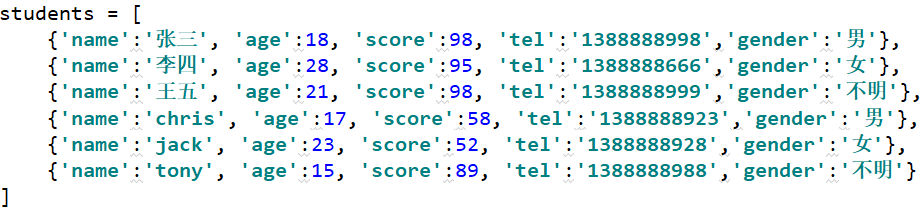 students = [
    {'name':'张三', 'age':18, 'score':98, 'tel':'1388888998','gender':'男'},
    {'name':'李四', 'age':28, 'score':95, 'tel':'1388888666','gender':'女'},
    {'name':'王五', 'age':21, 'score':98, 'tel':'1388888999','gender':'不明'},
    {'name':'chris', 'age':17, 'score':58, 'tel':'1388888923','gender':'男'},
    {'name':'jack', 'age':23, 'score':52, 'tel':'1388888928','gender':'女'},
    {'name':'tony', 'age':15, 'score':89, 'tel':'1388888988','gender':'不明'}
]